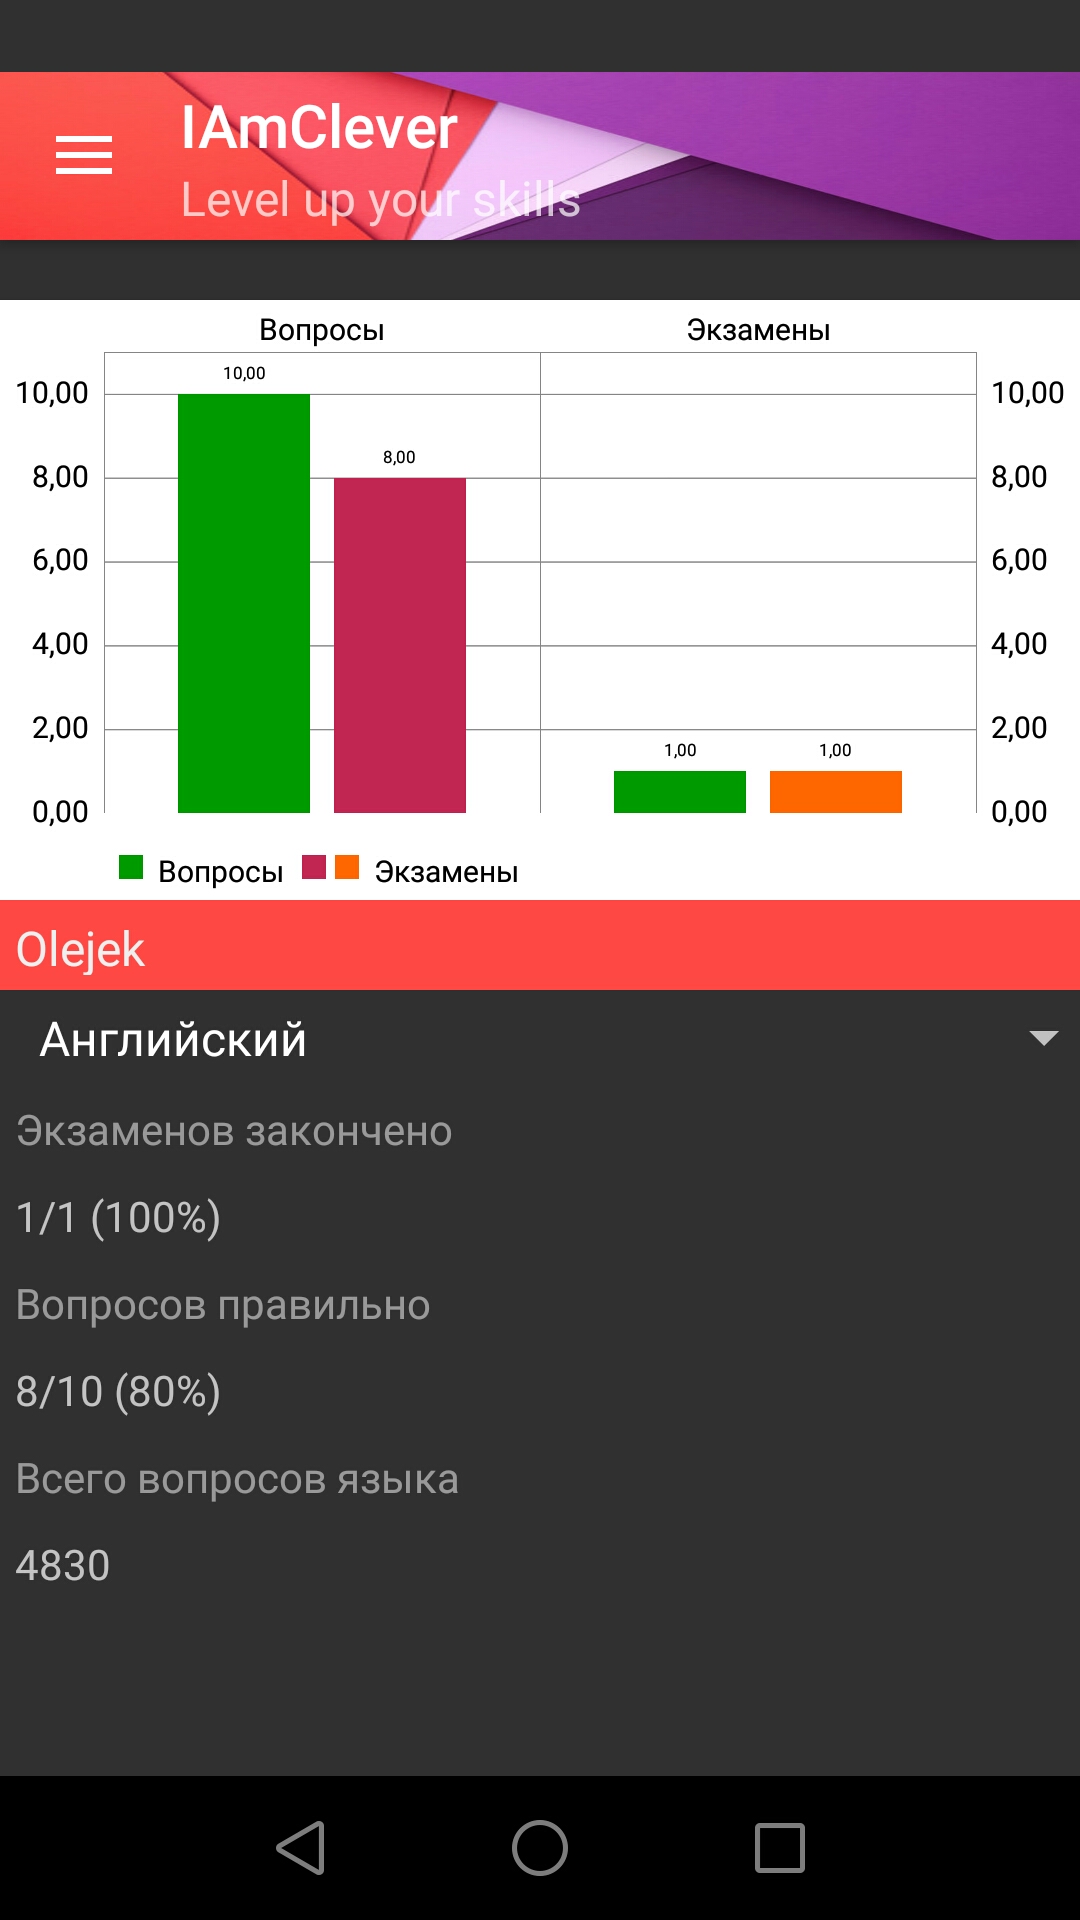 IAmClever
Level up your skills
Вопросы Экзамены
10,00 10,00 10,00
8,00 8,00 8,00
6,00 6,00
4,00 4,00
2,00 2,00
1,00 1,00
0,00 0,00
Вопросы Экзамены
Olejek
Английский
Экзаменов закончено
1/1 (100%)
Вопросов правильно
8/10 (80%)
Всего вопросов языка
4830